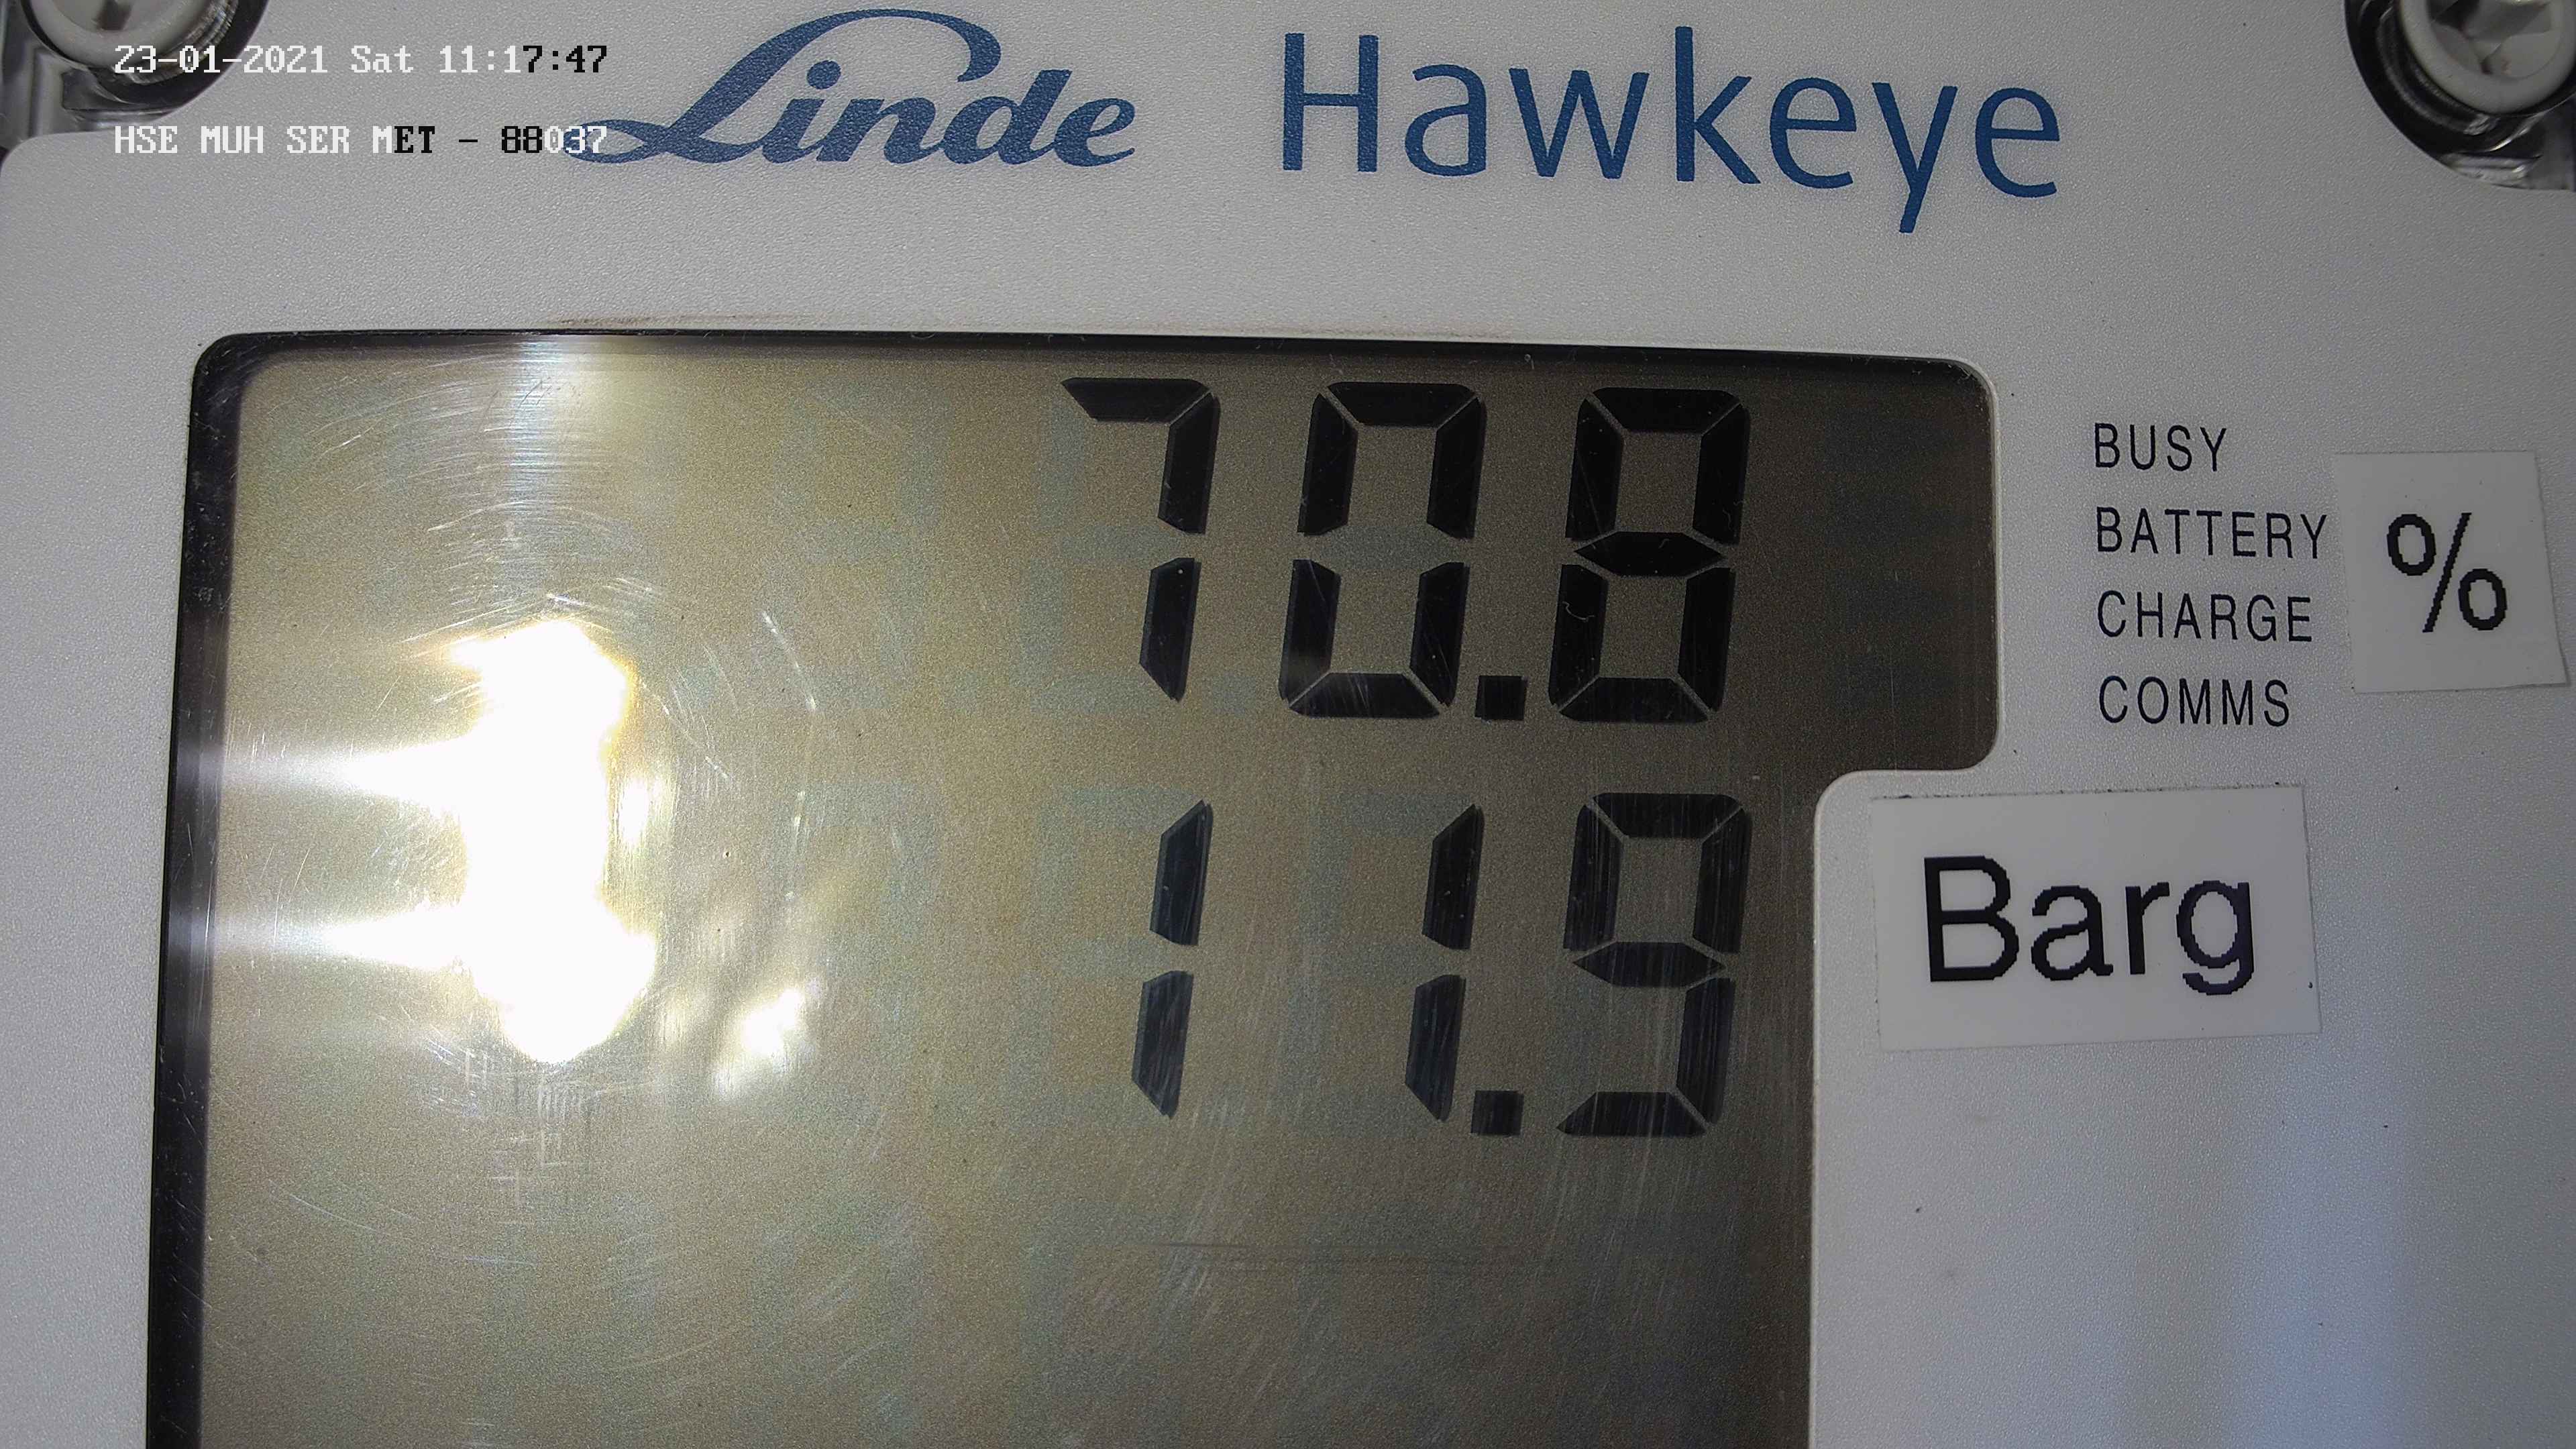 23-01-2021 Sat 11:17:47
HSE MUH SER MET - 88037
Linde Hawkeye
70.8
BUSY
BATTERY
CHARGE
COMMS
%
11.9
Barg